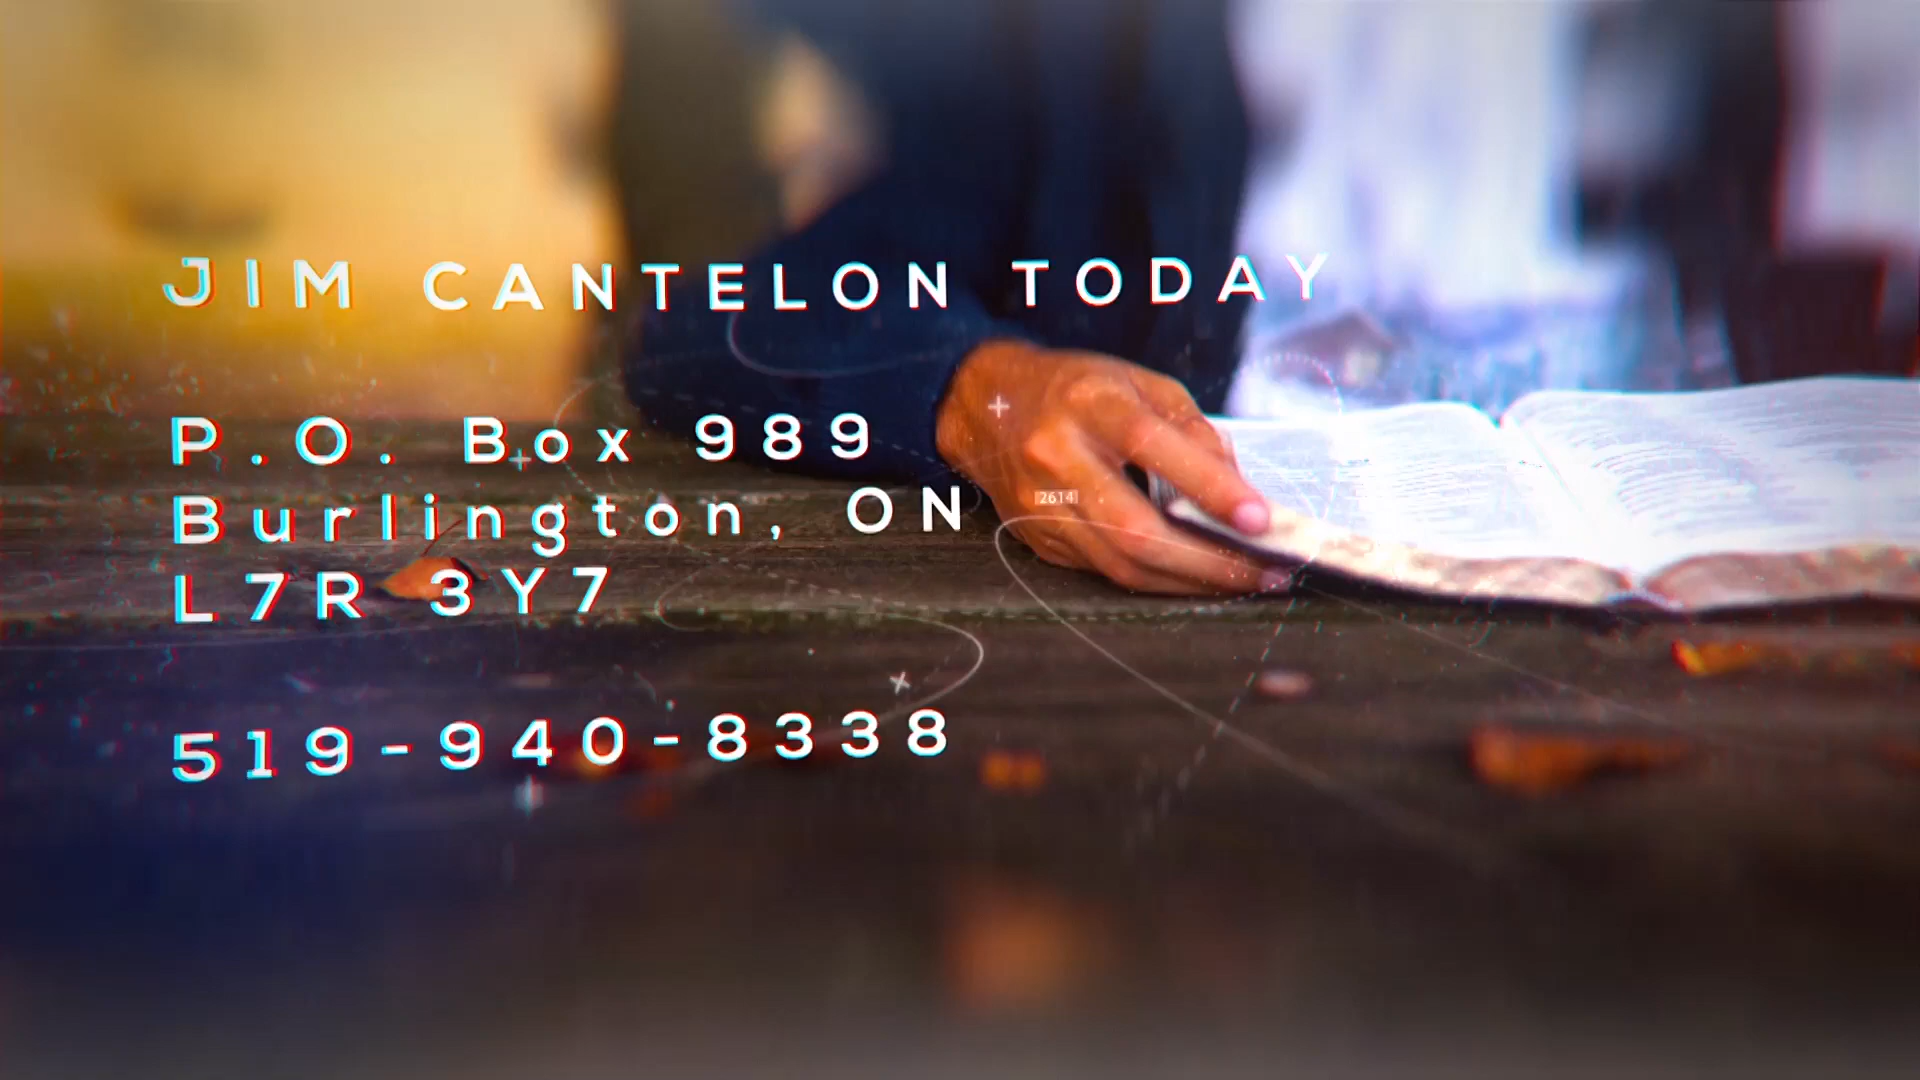 JIM CANTELON TODAY
P.O. Box 989
Burlington, ON
2614
L7R 3Y7
519-940-8338